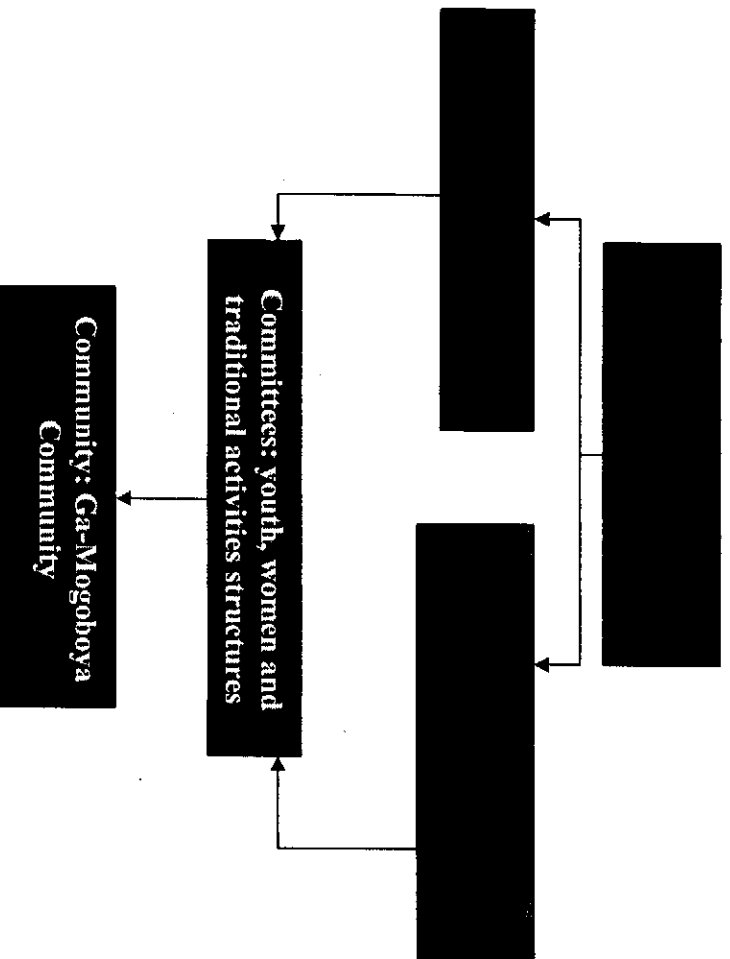 Committees: youth, women and
traditional activities structures
Community: Ga-Mogoboya
Community